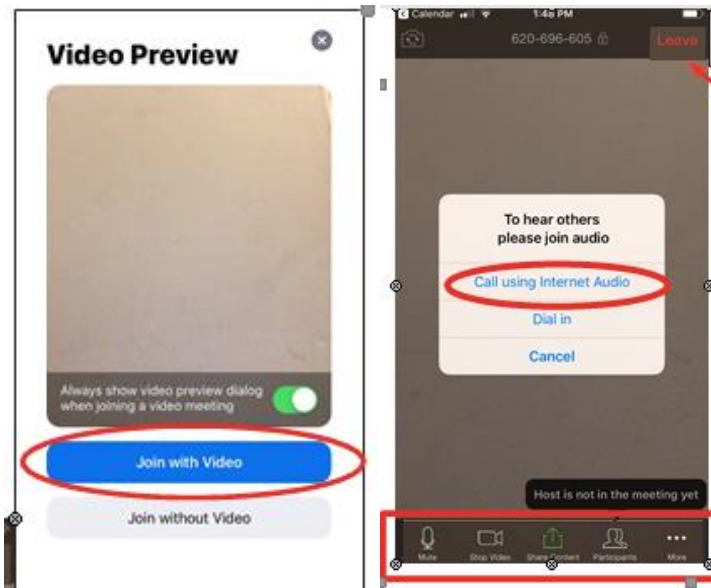 Video Preview
Always show video preview dialog
when joining a video meeting
Join with Video
Join without Video
Calendar 1:48 PM
620-696-605
Leave
To hear others
please join audio
Call using Internet Audio
Dial in
Cancel
Host is not in the meeting yet
Mute Stop Video Share Content Participants More